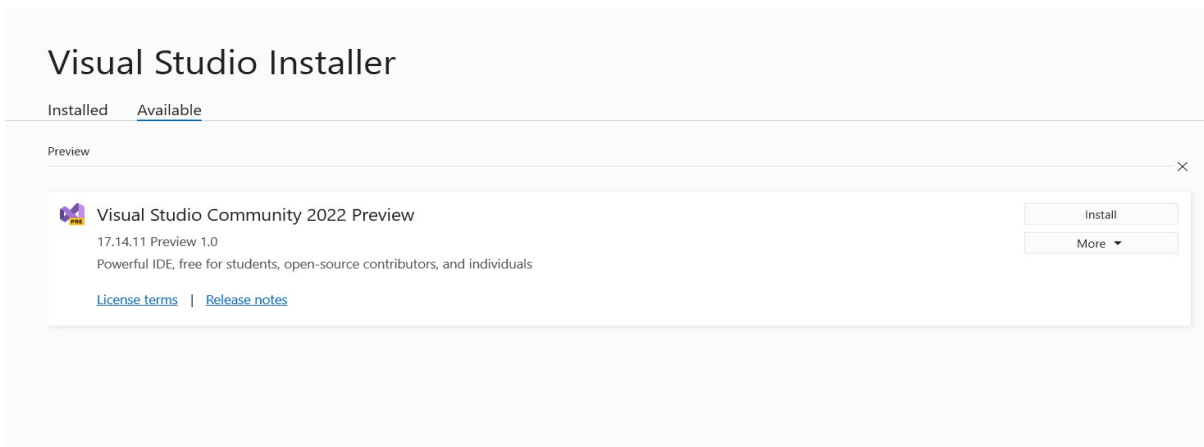 Visual Studio Installer
Installed Available
Preview
PRE
Visual Studio Community 2022 Preview
Install
17.14.11 Preview 1.0
More
Powerful IDE, free for students, open-source contributors, and individuals
License terms | Release notes